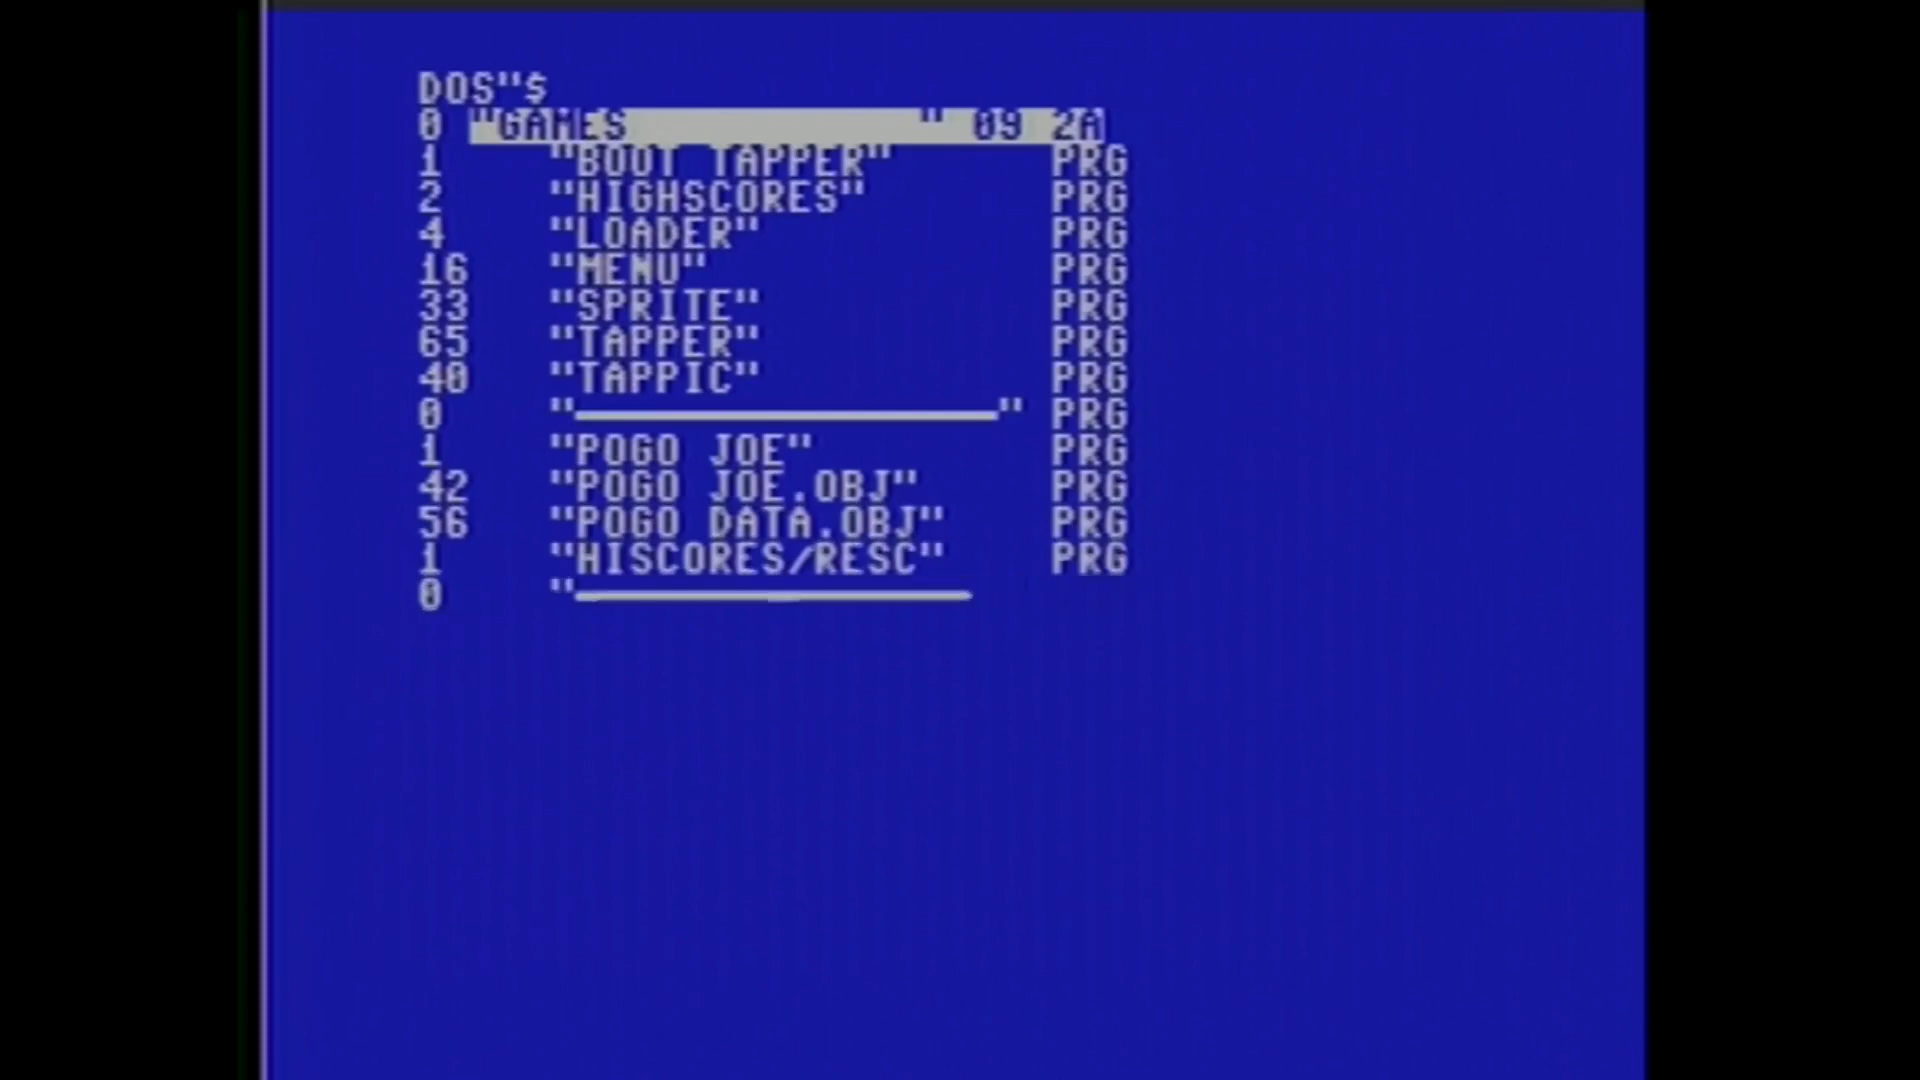 DOS"$
0 "GAMES           " 09 2A
1    "BOOT TAPPER"      PRG
2    "HIGHSCORES"       PRG
4    "LOADER"           PRG
16   "MENU"             PRG
33   "SPRITE"           PRG
65   "TAPPER"           PRG
40   "TAPPIC"           PRG
0    "────────────────" PRG
1    "POGO JOE"         PRG
42   "POGO JOE.OBJ"     PRG
56   "POGO DATA.OBJ"    PRG
1    "HISCORES/RESC"    PRG
0    "───────────────